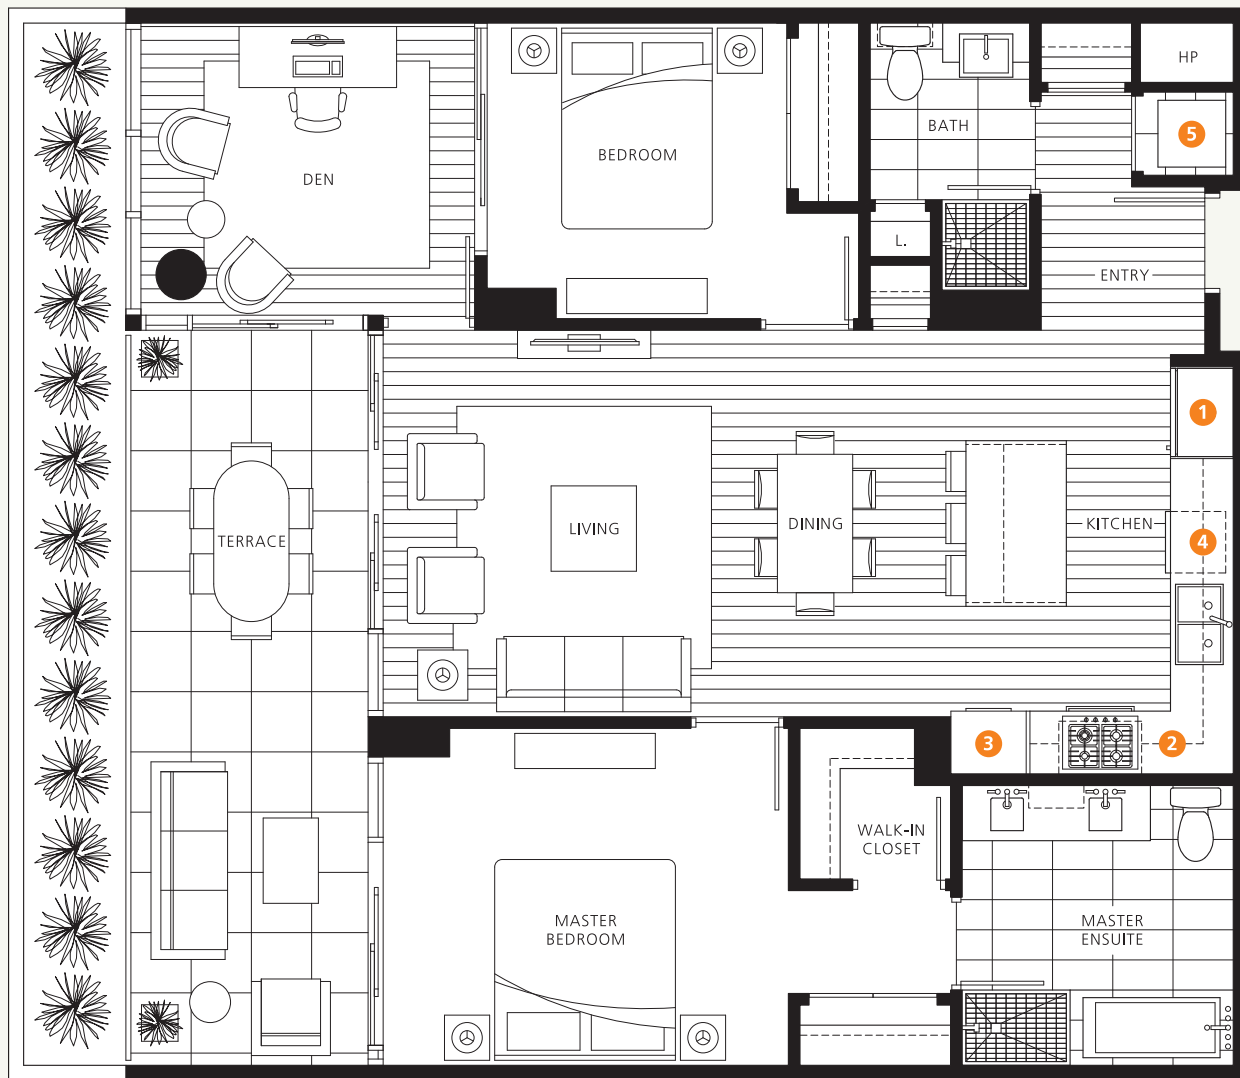 HP
BATH
5
BEDROOM
DEN
L.
ENTRY
1
LIVING
DINING
KITCHEN
TERRACE
4
3
2
WALK-IN
CLOSET
MASTER
BEDROOM
MASTER
ENSUITE